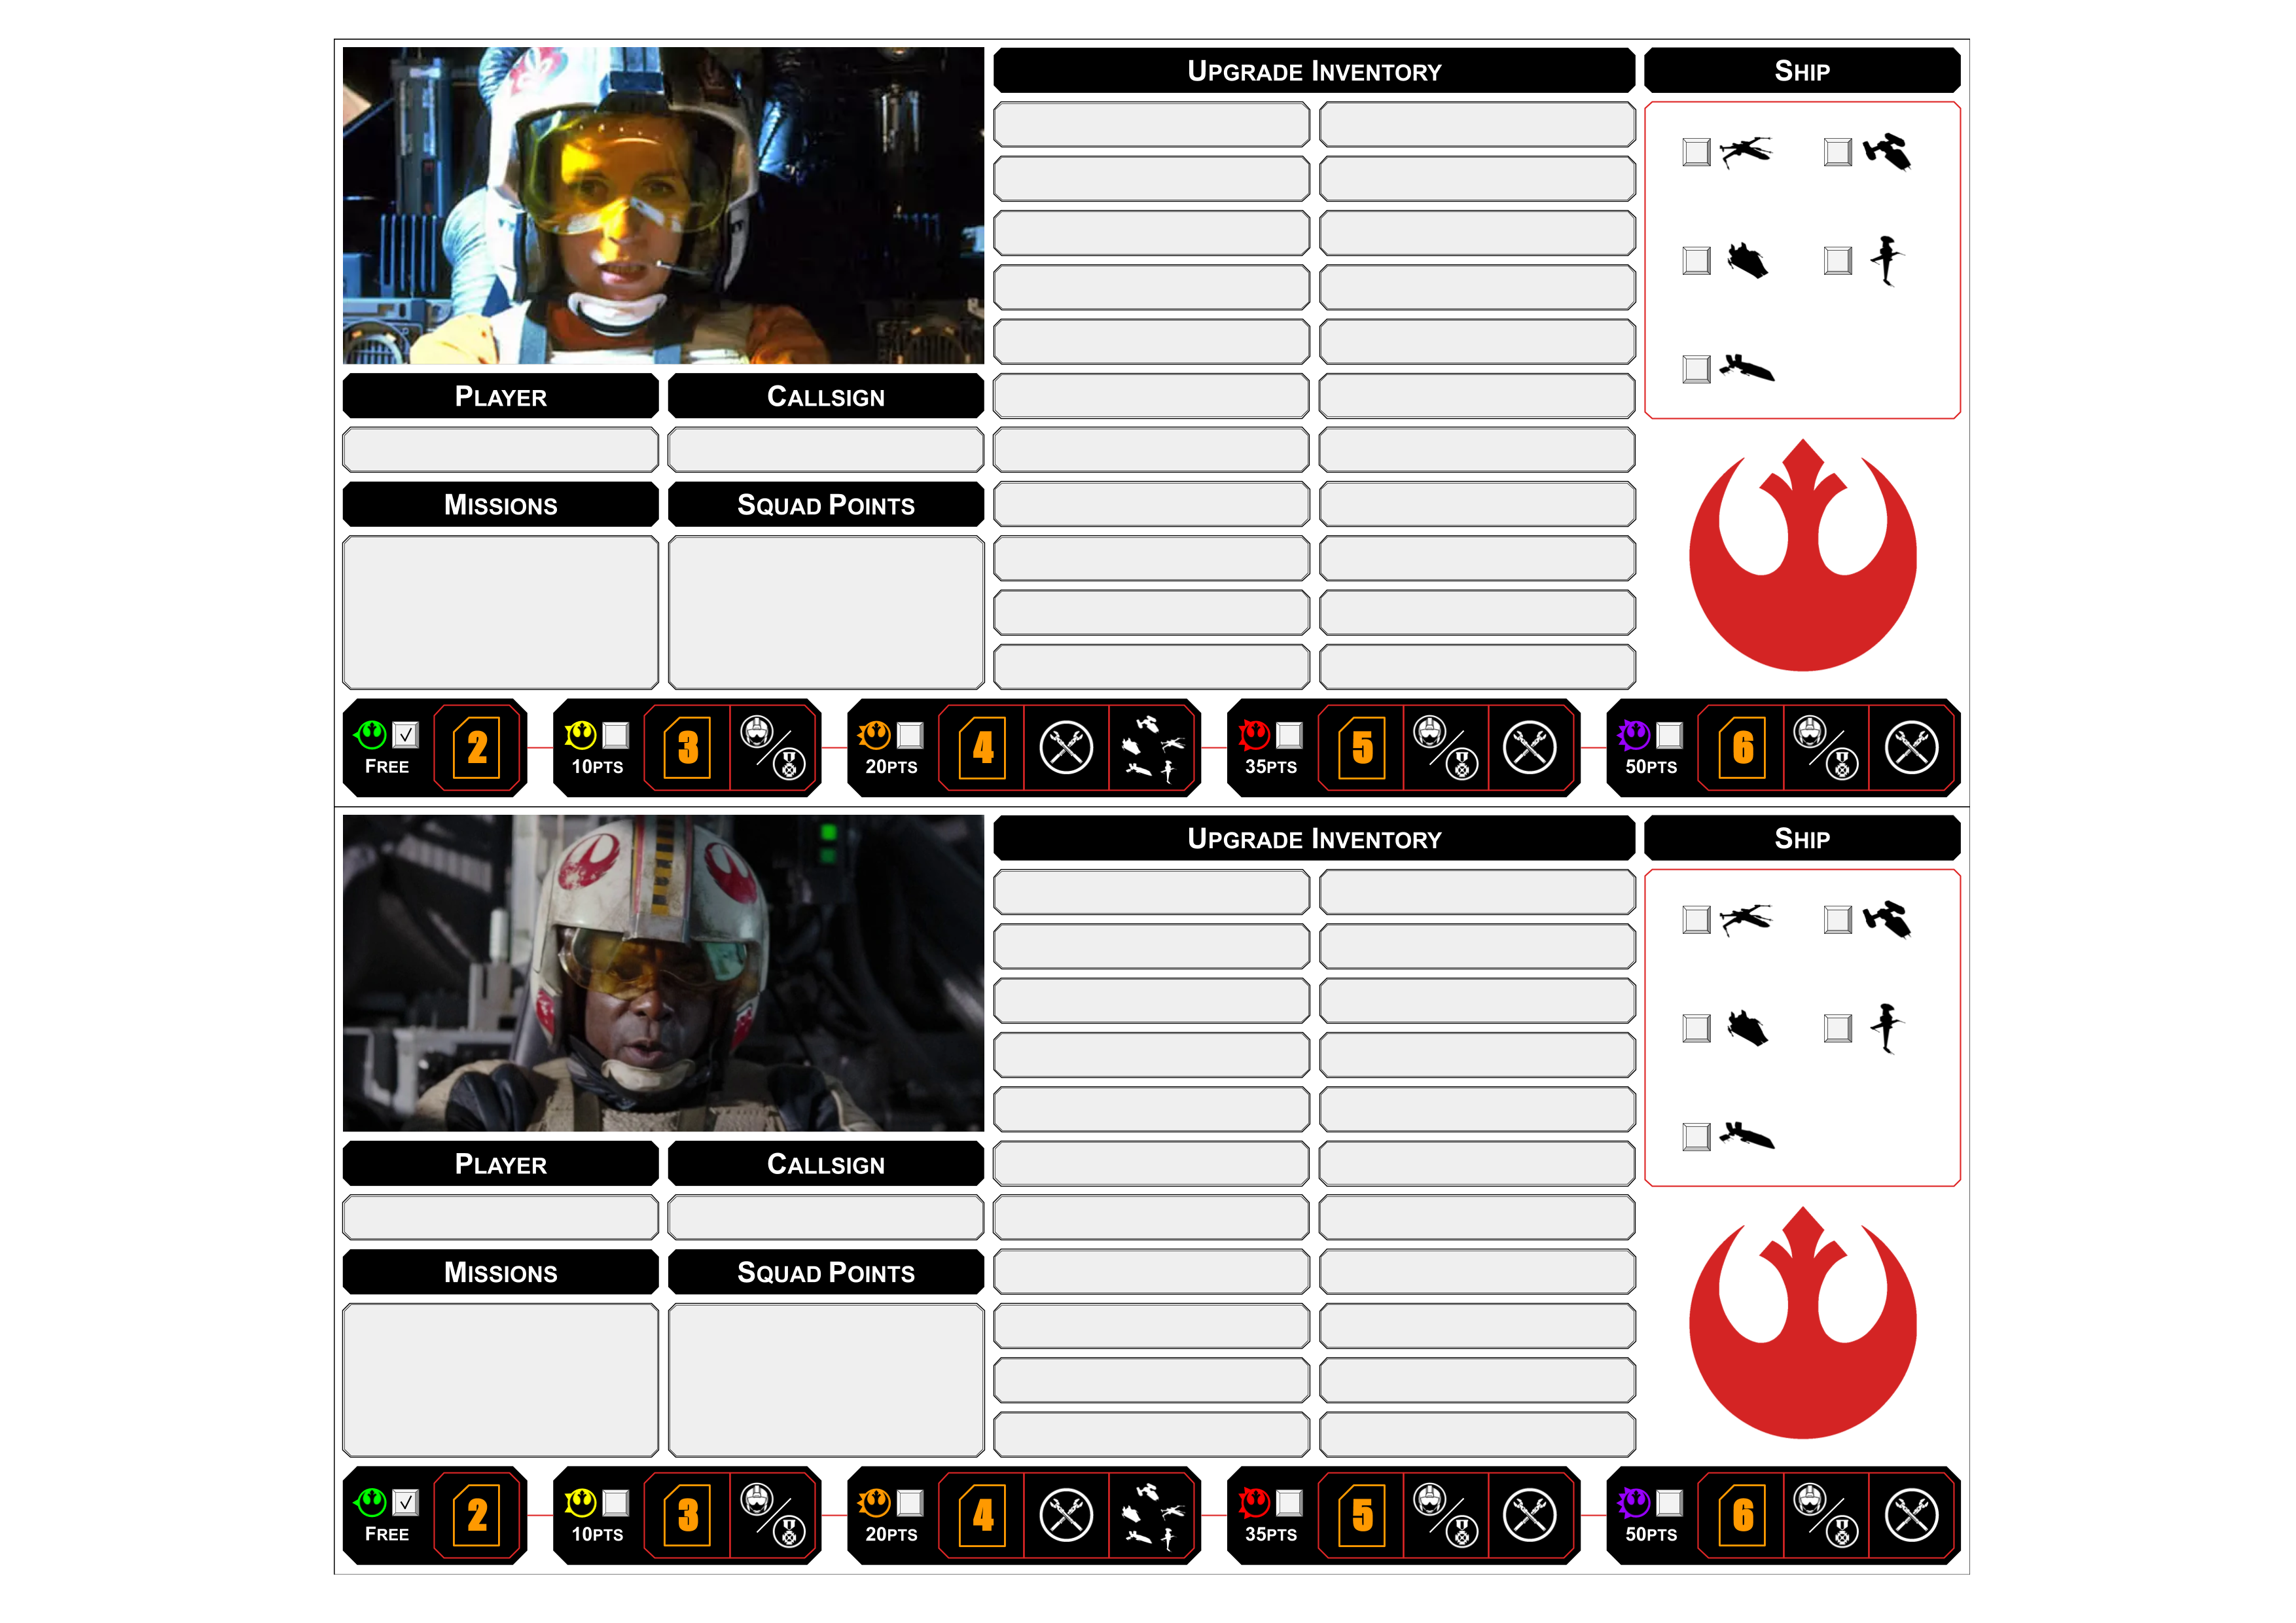 UPGRADE INVENTORY
SHIP
PLAYER
CALLSIGN
MISSIONS
SQUAD POINTS
FREE
2
10PTS
3
20PTS
4
35PTS
5
50PTS
6
UPGRADE INVENTORY
SHIP
PLAYER
CALLSIGN
MISSIONS
SQUAD POINTS
FREE
2
10PTS
3
20PTS
4
35PTS
5
50PTS
6